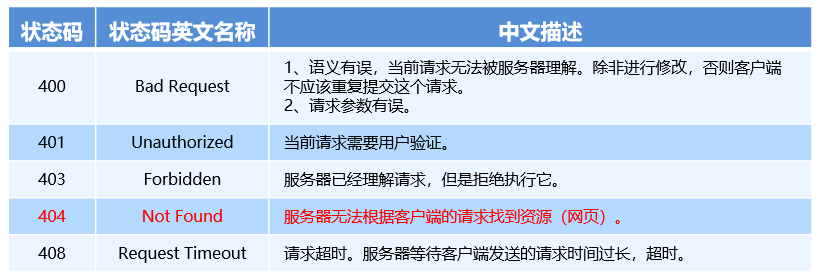 状态码 状态码英文名称 中文描述
400 Bad Request 1、语义有误，当前请求无法被服务器理解。除非进行修改，否则客户端
不应该重复提交这个请求。
2、请求参数有误。
401 Unauthorized 当前请求需要用户验证。
403 Forbidden 服务器已经理解请求，但是拒绝执行它。
404 Not Found 服务器无法根据客户端的请求找到资源（网页）。
408 Request Timeout 请求超时。服务器等待客户端发送的请求时间过长，超时。